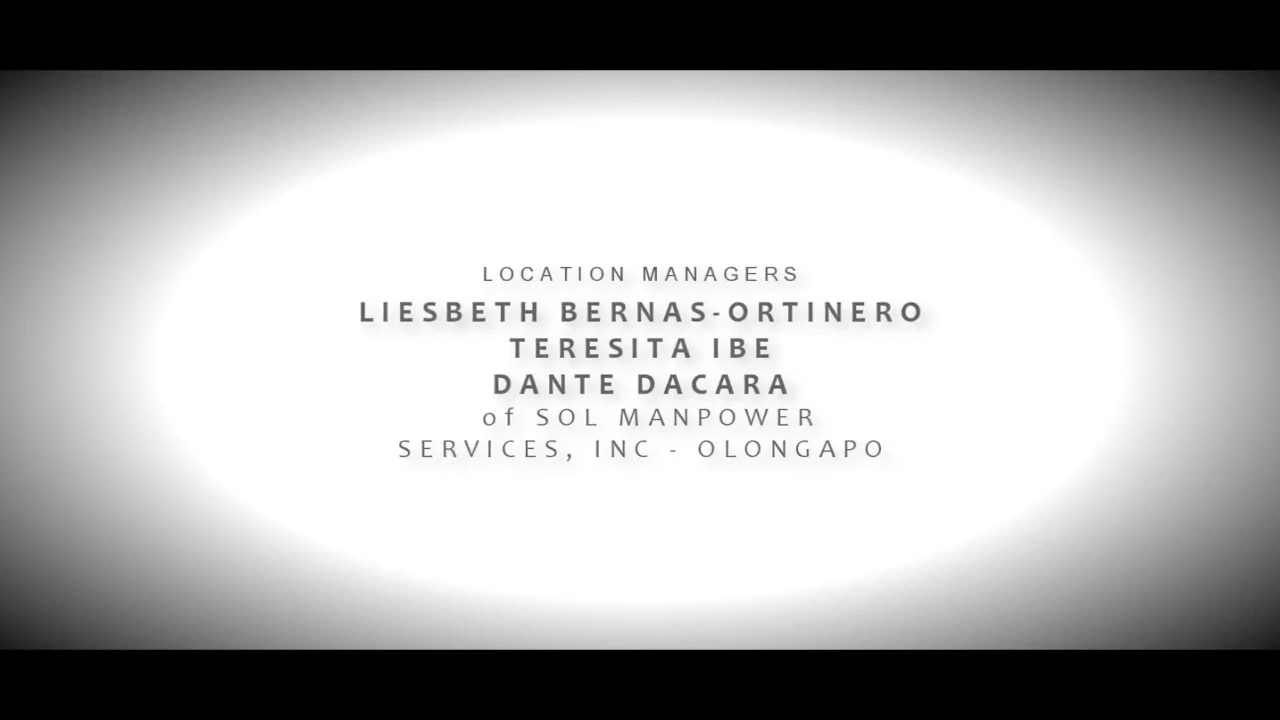 LOCATION MANAGERS
LIESBETH BERNAS-ORTINERO
TERESITA IBE
DANTE DACARA
of SOL MANPOWER
SERVICES, INC - OLONGAPO